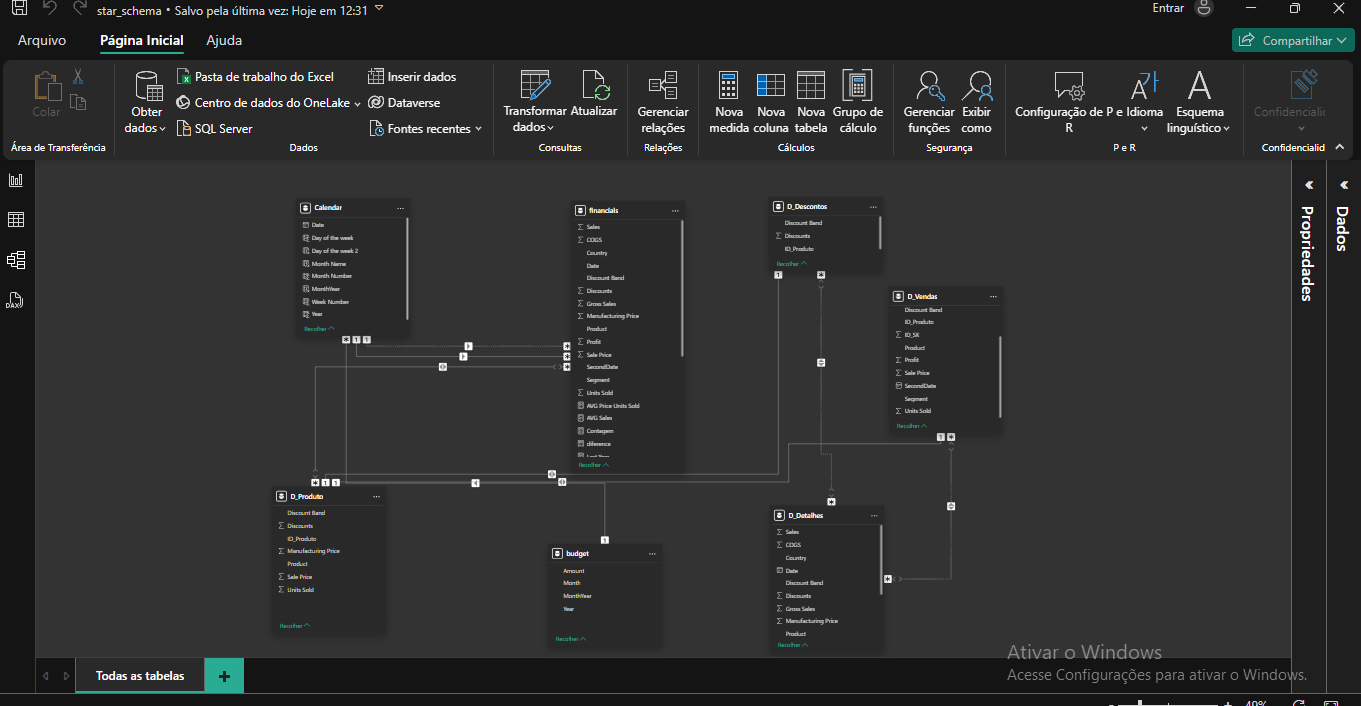 star_schema • Salvo pela última vez: Hoje em 12:31
Entrar
Arquivo
Página Inicial
Ajuda
Compartilhar
Colar
Área de Transferência
Obter dados
Pasta de trabalho do Excel
Centro de dados do OneLake
SQL Server
Inserir dados
Dataverse
Fontes recentes
Dados
Transformar dados
Atualizar
Consultas
Gerenciar relações
Relações
Nova medida
Nova coluna
Nova tabela
Grupo de cálculo
Cálculos
Gerenciar funções
Exibir como
Segurança
Configuração de P e R
Idioma
Esquema linguístico
P e R
Confidencialic
Confidencialid
DAX
Calendar
Date
Day of the week
Day of the week 2
Month Name
Month Number
MonthYear
Week Number
Year
Recolher
financials
Sales
COGS
Country
Date
Discount Band
Discounts
Gross Sales
Manufacturing Price
Product
Profit
Sale Price
SecondDate
Segment
Units Sold
AVG Price Units Sold
AVG Sales
Contagem
diference
Last Year
Recolher
D_Descontos
Discount Band
Discounts
ID_Produto
Recolher
D_Vendas
Discount Band
ID_Produto
ID_SK
Product
Profit
Sale Price
SecondDate
Segment
Units Sold
Recolher
D_Produto
Discount Band
Discounts
ID_Produto
Manufacturing Price
Product
Sale Price
Units Sold
Recolher
budget
Amount
Month
MonthYear
Year
Recolher
D_Detalhes
Sales
COGS
Country
Date
Discount Band
Discounts
Gross Sales
Manufacturing Price
Product
Recolher
Propriedades
Dados
Ativar o Windows
Acesse Configurações para ativar o Windows.
Todas as tabelas
+
49%